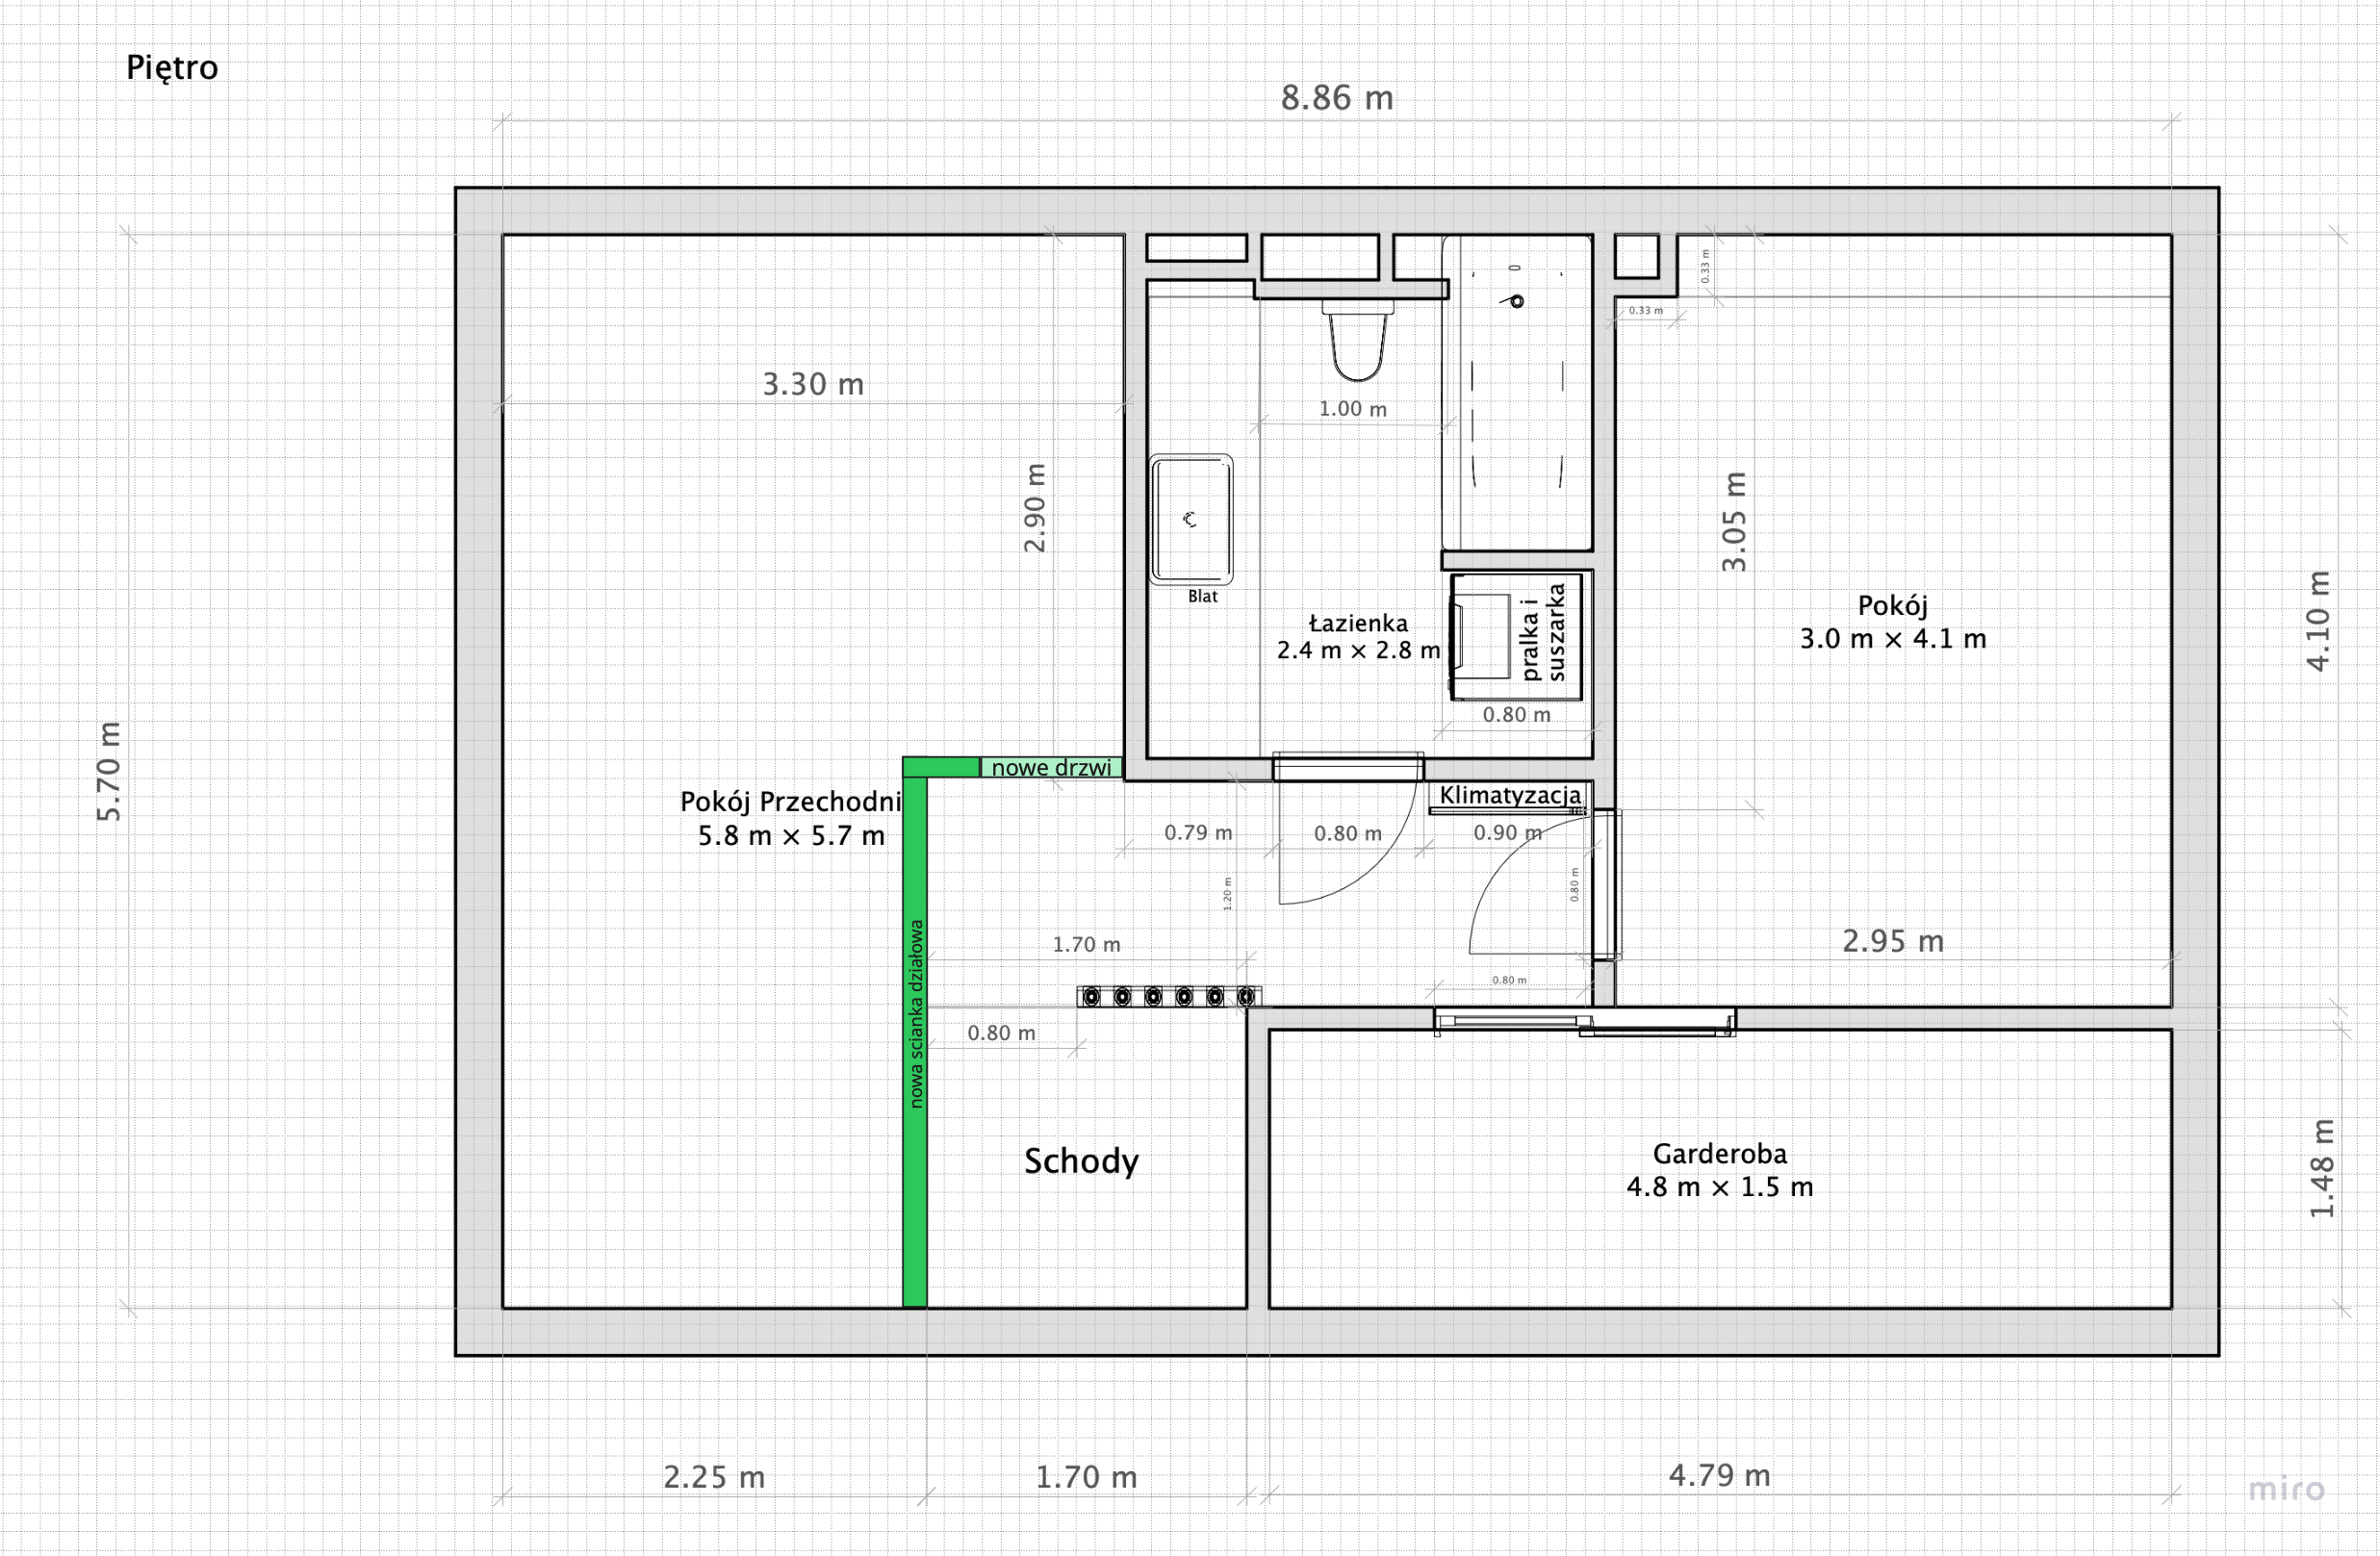 Piętro
8.86 m
0.33 m
0.33 m
3.30 m
1.00 m
2.90 m
3.05 m
Blat
Łazienka
2.4 m × 2.8 m
pralka i
suszarka
0.80 m
Pokój
3.0 m × 4.1 m
4.10 m
5.70 m
nowe drzwi
Pokój Przechodni
5.8 m × 5.7 m
Klimatyzacja
0.79 m
0.80 m
0.90 m
1.20 m
0.80 m
1.70 m
2.95 m
0.80 m
nowa scianka działowa
0.80 m
Schody
Garderoba
4.8 m × 1.5 m
1.48 m
2.25 m
1.70 m
4.79 m
miro